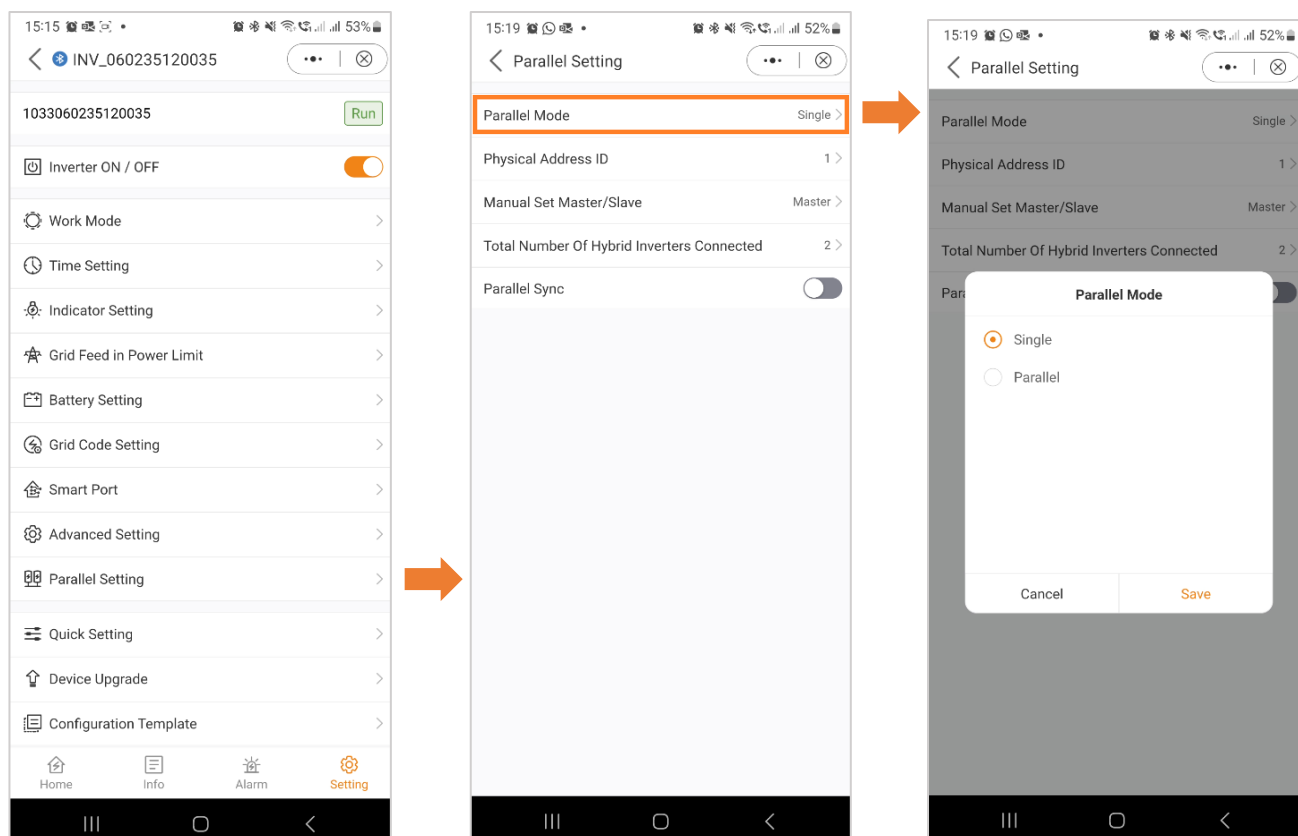 15:15 53%
INV_060235120035
1033060235120035 Run
Inverter ON / OFF
Work Mode
Time Setting
Indicator Setting
Grid Feed in Power Limit
Battery Setting
Grid Code Setting
Smart Port
Advanced Setting
Parallel Setting
Quick Setting
Device Upgrade
Configuration Template
Home Info Alarm Setting
15:19 52%
Parallel Setting
Parallel Mode Single
Physical Address ID 1
Manual Set Master/Slave Master
Total Number Of Hybrid Inverters Connected 2
Parallel Sync
15:19 52%
Parallel Setting
Parallel Mode Single
Physical Address ID 1
Manual Set Master/Slave Master
Total Number Of Hybrid Inverters Connected 2
Para
Parallel Mode
Single
Parallel
Cancel Save